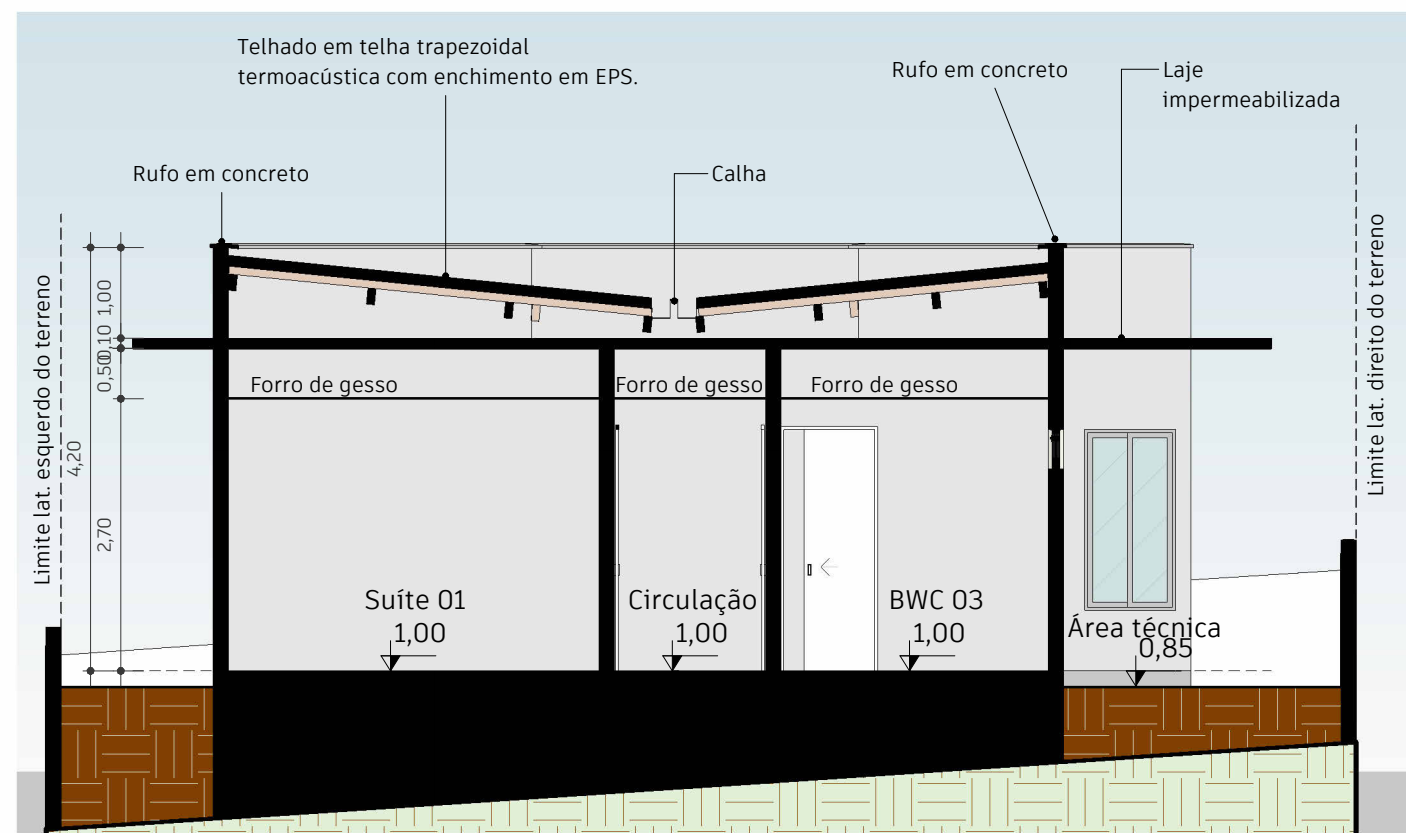 Telhado em telha trapezoidal
termoacústica com enchimento em EPS.
Rufo em concreto
Laje
impermeabilizada
Rufo em concreto
Calha
Limite lat. esquerdo do terreno
4,20
1,00
0,10
0,50
2,70
Limite lat. direito do terreno
Forro de gesso
Forro de gesso
Forro de gesso
Suíte 01
1,00
Circulação
1,00
BWC 03
1,00
Área técnica
0,85